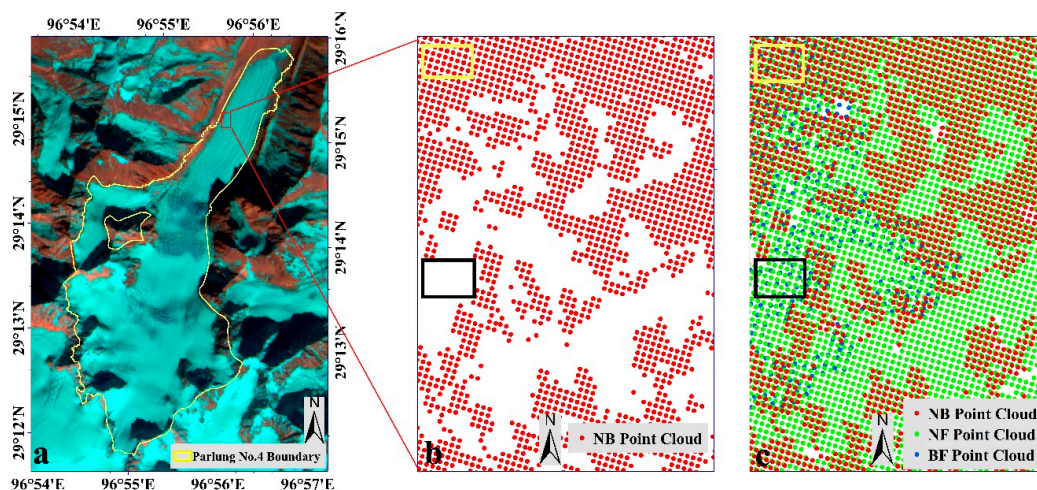 96°54'E 96°55'E 96°56'E
29°15'N
29°14'N
29°13'N
29°12'N
29°16'N
29°15'N
29°14'N
29°13'N
N
a
Parlung No.4 Boundary
96°54'E 96°55'E 96°56'E 96°57'E
b
N
NB Point Cloud
c
N
NB Point Cloud
NF Point Cloud
BF Point Cloud